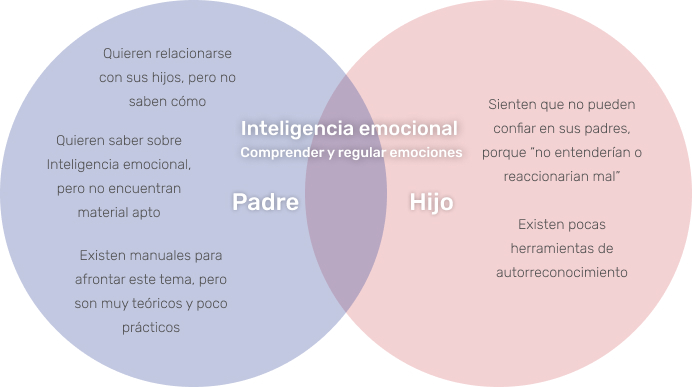 Quieren relacionarse
con sus hijos, pero no
saben cómo
Quieren saber sobre
Inteligencia emocional,
pero no encuentran
material apto
Existen manuales para
afrontar este tema, pero
son muy teóricos y poco
prácticos
Inteligencia emocional
Comprender y regular emociones
Padre
Hijo
Sienten que no pueden
confiar en sus padres,
porque “no entenderían o
reaccionarian mal”
Existen pocas
herramientas de
autorreconocimiento